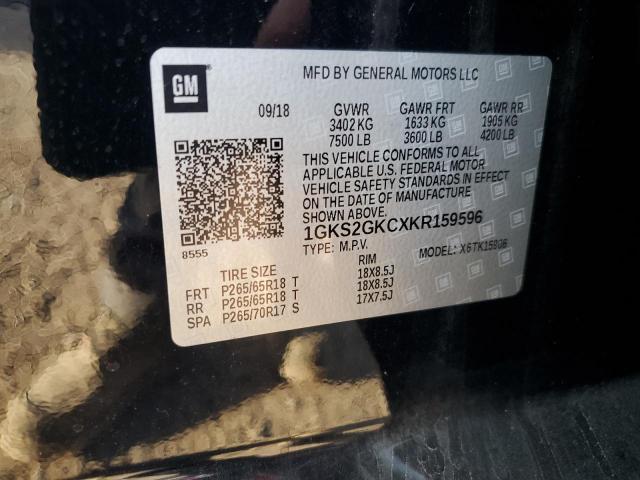 GM
MFD BY GENERAL MOTORS LLC
09/18 GVWR GAWR FRT GAWR RR
3402 KG 1633 KG 1905 KG
7500 LB 3600 LB 4200 LB
THIS VEHICLE CONFORMS TO ALL
APPLICABLE U.S. FEDERAL MOTOR
VEHICLE SAFETY STANDARDS IN EFFECT
ON THE DATE OF MANUFACTURE
SHOWN ABOVE.
1GKS2GKCXKR159596
8555 TYPE: M.P.V. MODEL: X6TK15906
TIRE SIZE RIM
FRT P265/65R18 T 18X8.5J
RR P265/65R18 T 18X8.5J
SPA P265/70R17 S 17X7.5J